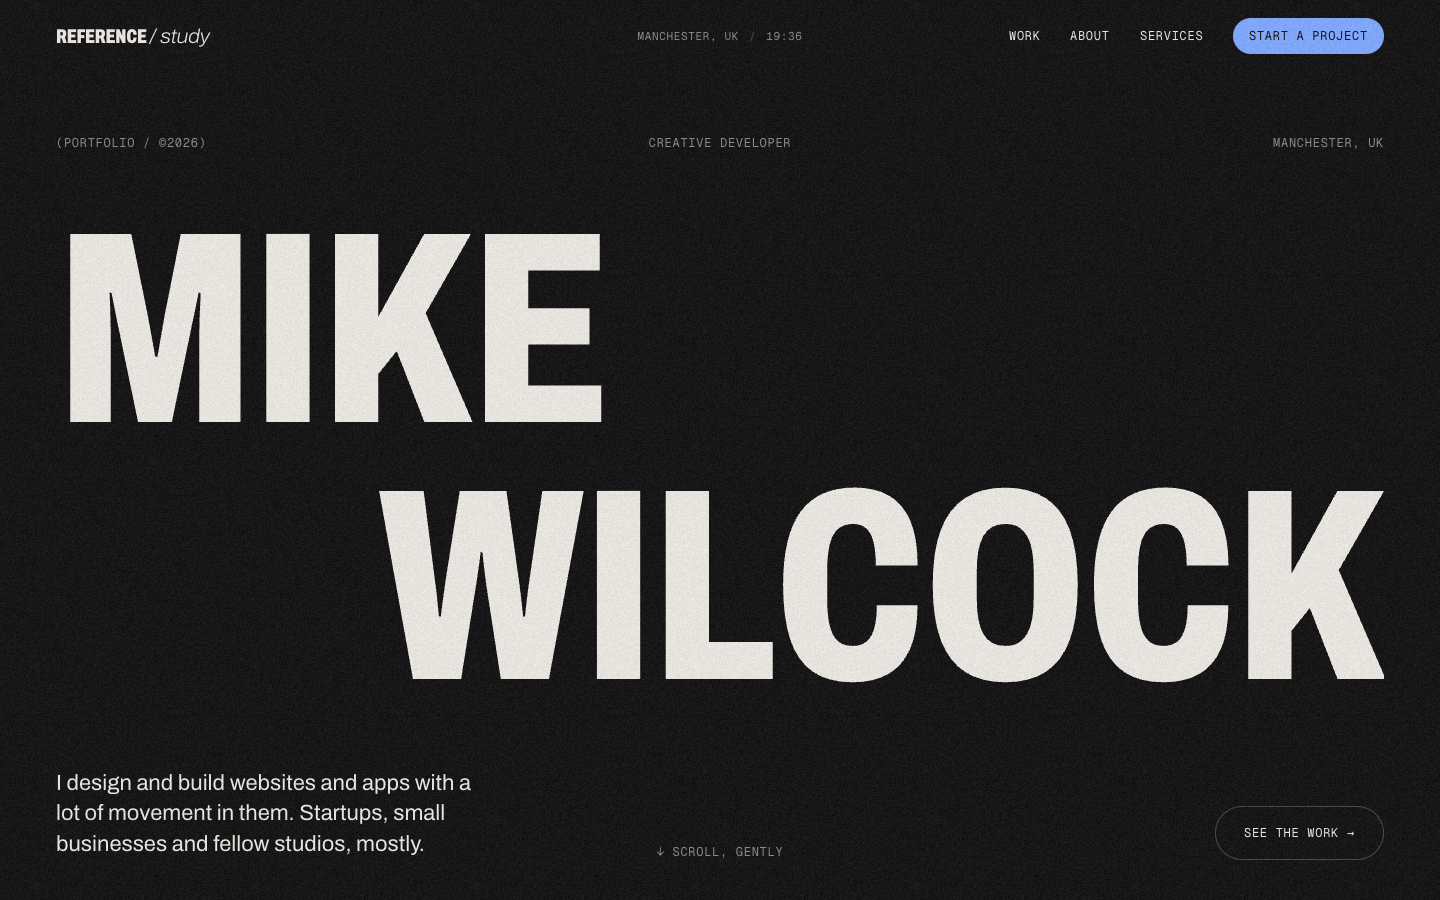 REFERENCE / study
MANCHESTER, UK / 19:36
WORK
ABOUT
SERVICES
START A PROJECT
(PORTFOLIO / ©2026)
CREATIVE DEVELOPER
MANCHESTER, UK
MIKE
WILCOCK
I design and build websites and apps with a
lot of movement in them. Startups, small
businesses and fellow studios, mostly.
↓ SCROLL, GENTLY
SEE THE WORK →